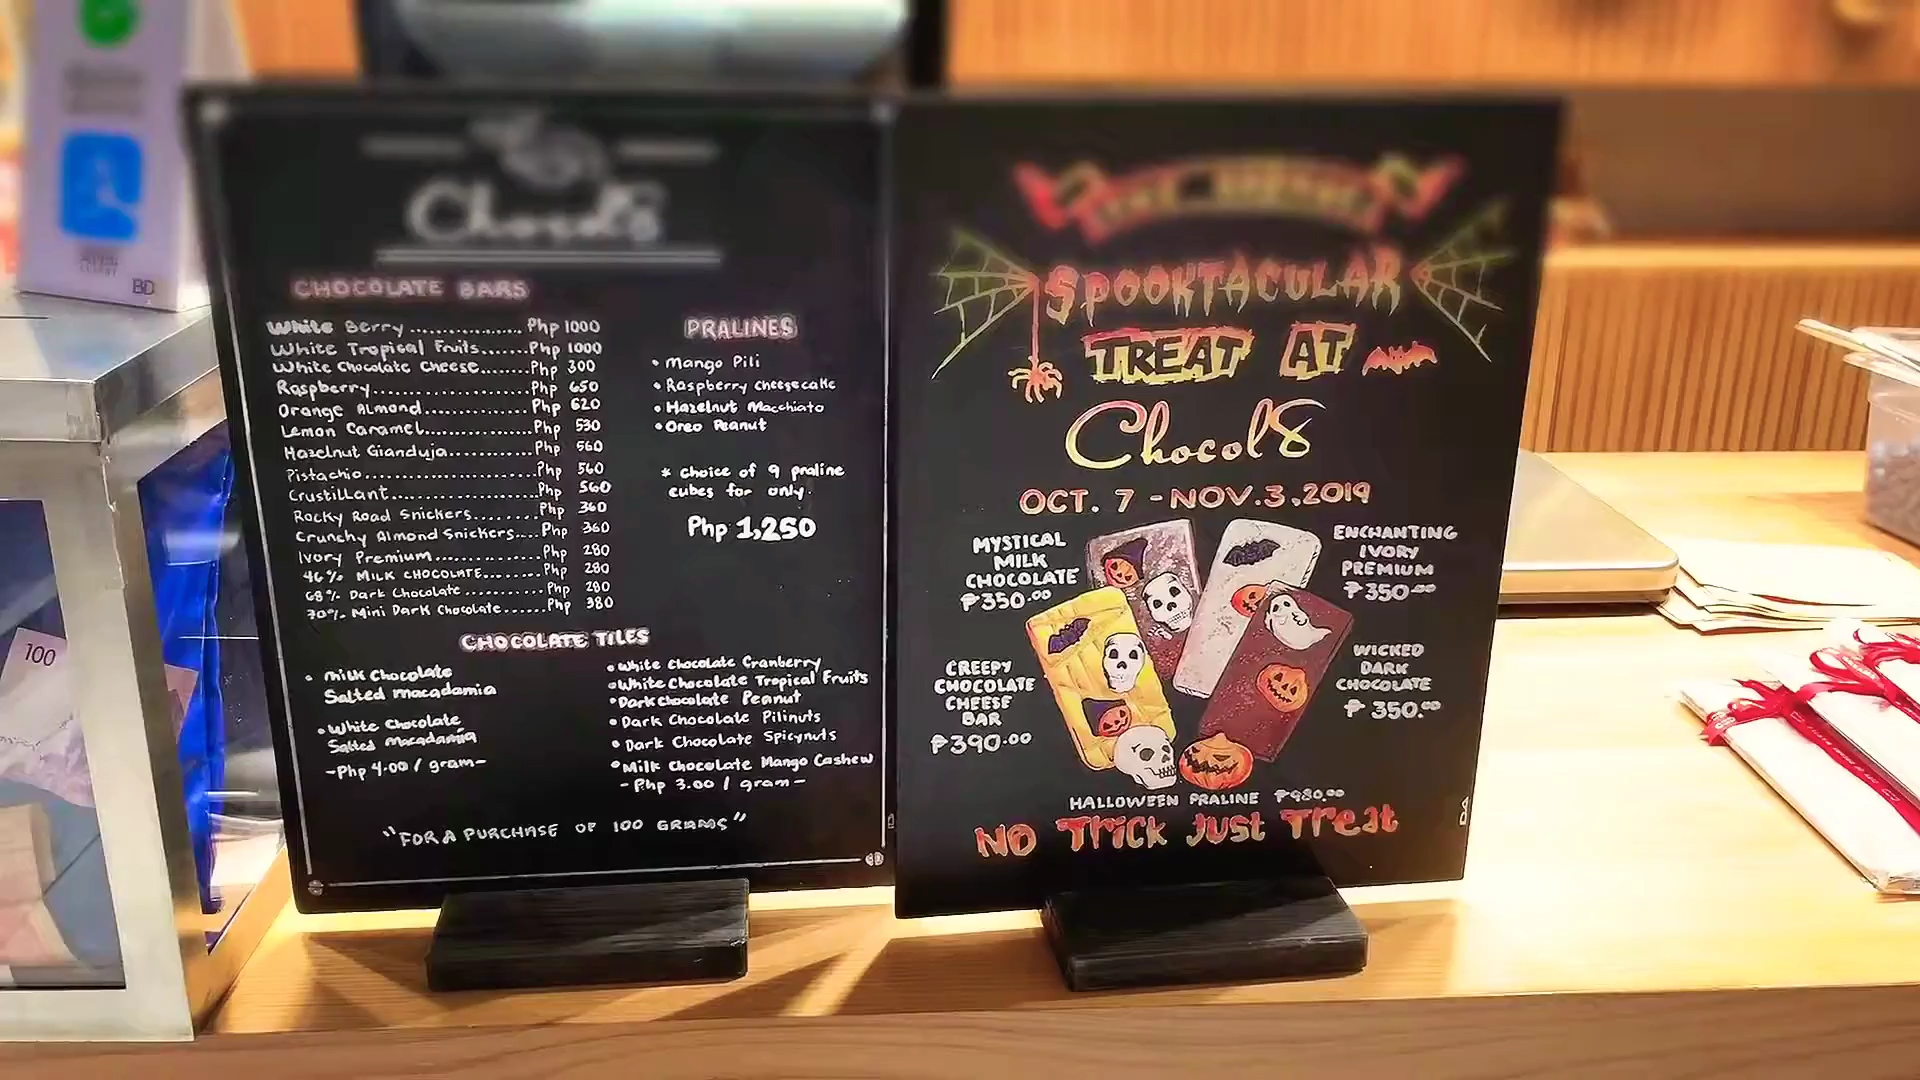 Chocol8
CHOCOLATE BARS
White Berry ................ Php 1000
White Tropical Fruits.......Php 1000
White Chocolate Cheese.......Php 300
Raspberry.................... Php 650
Orange Almond.............. Php 620
Lemon Caramel.............. Php 530
Hazelnut Gianduja........... Php 560
Pistachio........................ Php 560
Crustillant.....................Php 560
Rocky Road Snickers........Php 360
Crunchy Almond Snickers....Php 360
Ivory Premium..............Php 280
46% MILK CHOCOLATE........Php 280
68% Dark Chocolate..........Php 280
70% Mini Dark Chocolate......Php 380
PRALINES
• Mango Pili
• Raspberry Cheesecake
• Hazelnut Macchiato
• Oreo Peanut
* choice of 9 praline
cubes for only.
Php 1,250
CHOCOLATE TILES
• Milk Chocolate
Salted Macadamia
• White Chocolate
Salted Macadamia
-Php 4.00 / gram-
• White Chocolate Cranberry
• White Chocolate Tropical Fruits
• Dark chocolate Peanut
• Dark Chocolate Pilinuts
• Dark Chocolate Spicynuts
• Milk Chocolate Mango Cashew
- Php 3.00 / gram-
"FOR A PURCHASE OF 100 GRAMS"
SPOOKTACULAR
TREAT AT
Chocol8
OCT. 7 - NOV.3,2019
MYSTICAL
MILK
CHOCOLATE
₱350.00
ENCHANTING
IVORY
PREMIUM
₱350.00
CREEPY
CHOCOLATE
CHEESE
BAR
₱390.00
WICKED
DARK
CHOCOLATE
₱ 350.00
HALLOWEEN PRALINE ₱980.00
NO Trick Just Treat
BD
100